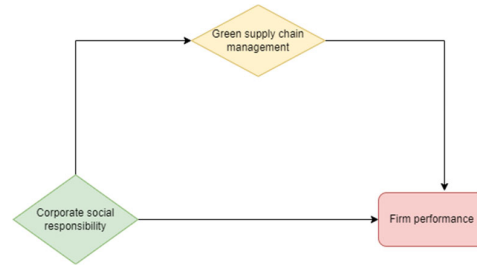 Green supply chain
management
Corporate social
responsibility
Firm performance